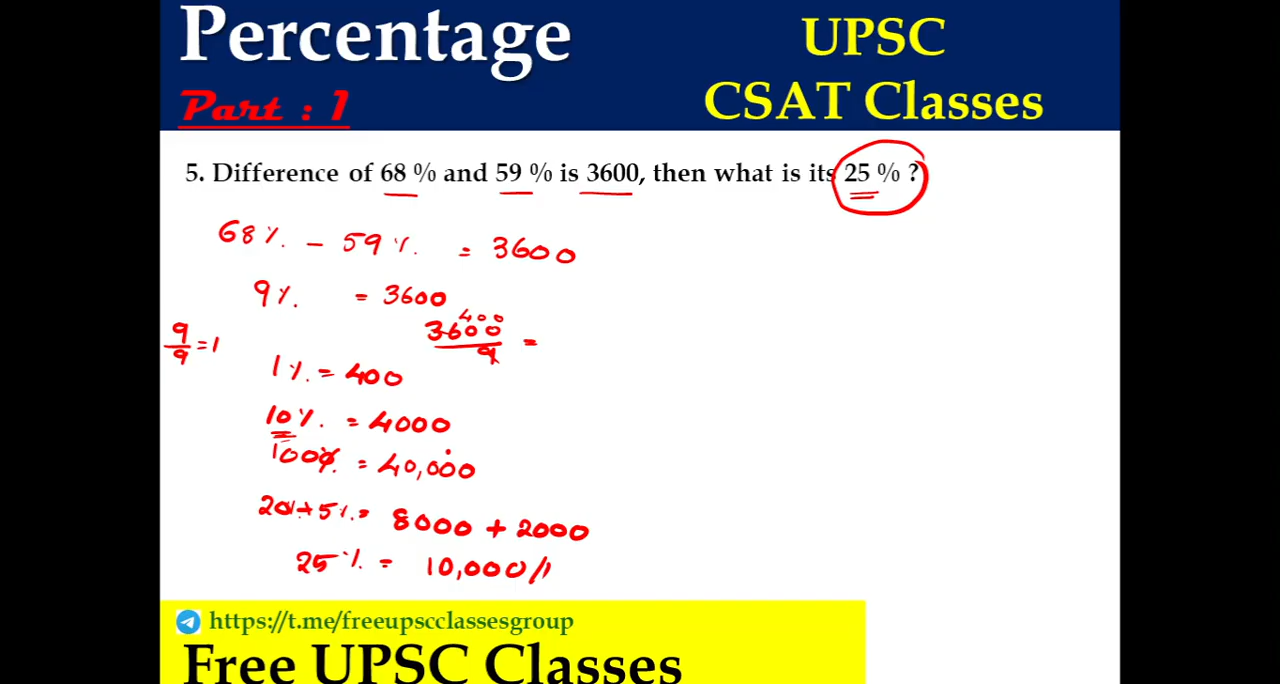 Percentage
Part : 1
UPSC
CSAT Classes
5. Difference of 68 % and 59 % is 3600, then what is its 25 % ?
68 % - 59 % = 3600
9 % = 3600
9/9 = 1
400
3600/9 =
1 % = 400
10 % = 4000
100 % = 40,000
20% + 5 % = 8000 + 2000
25 % = 10,000//
https://t.me/freeupscclassesgroup
Free UPSC Classes